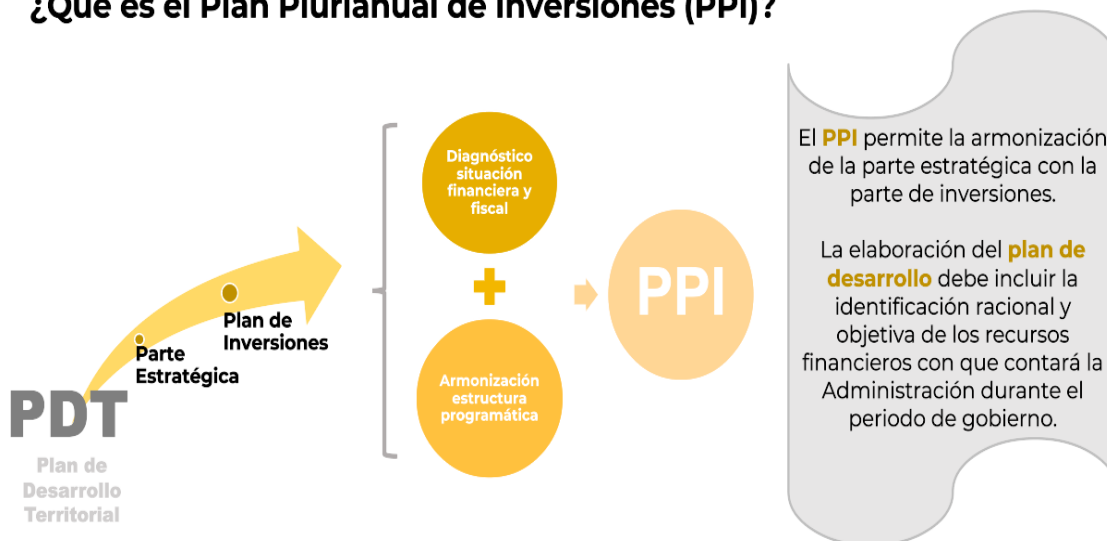 ¿Qué es el Plan Plurianual de Inversiones (PPI)?
PDT
Plan de
Desarrollo
Territorial
Parte
Estratégica
Plan de
Inversiones
Diagnóstico
situación
financiera y
fiscal
Armonización
estructura
programática
PPI
El PPI permite la armonización
de la parte estratégica con la
parte de inversiones.
La elaboración del plan de
desarrollo debe incluir la
identificación racional y
objetiva de los recursos
financieros con que contará la
Administración durante el
periodo de gobierno.